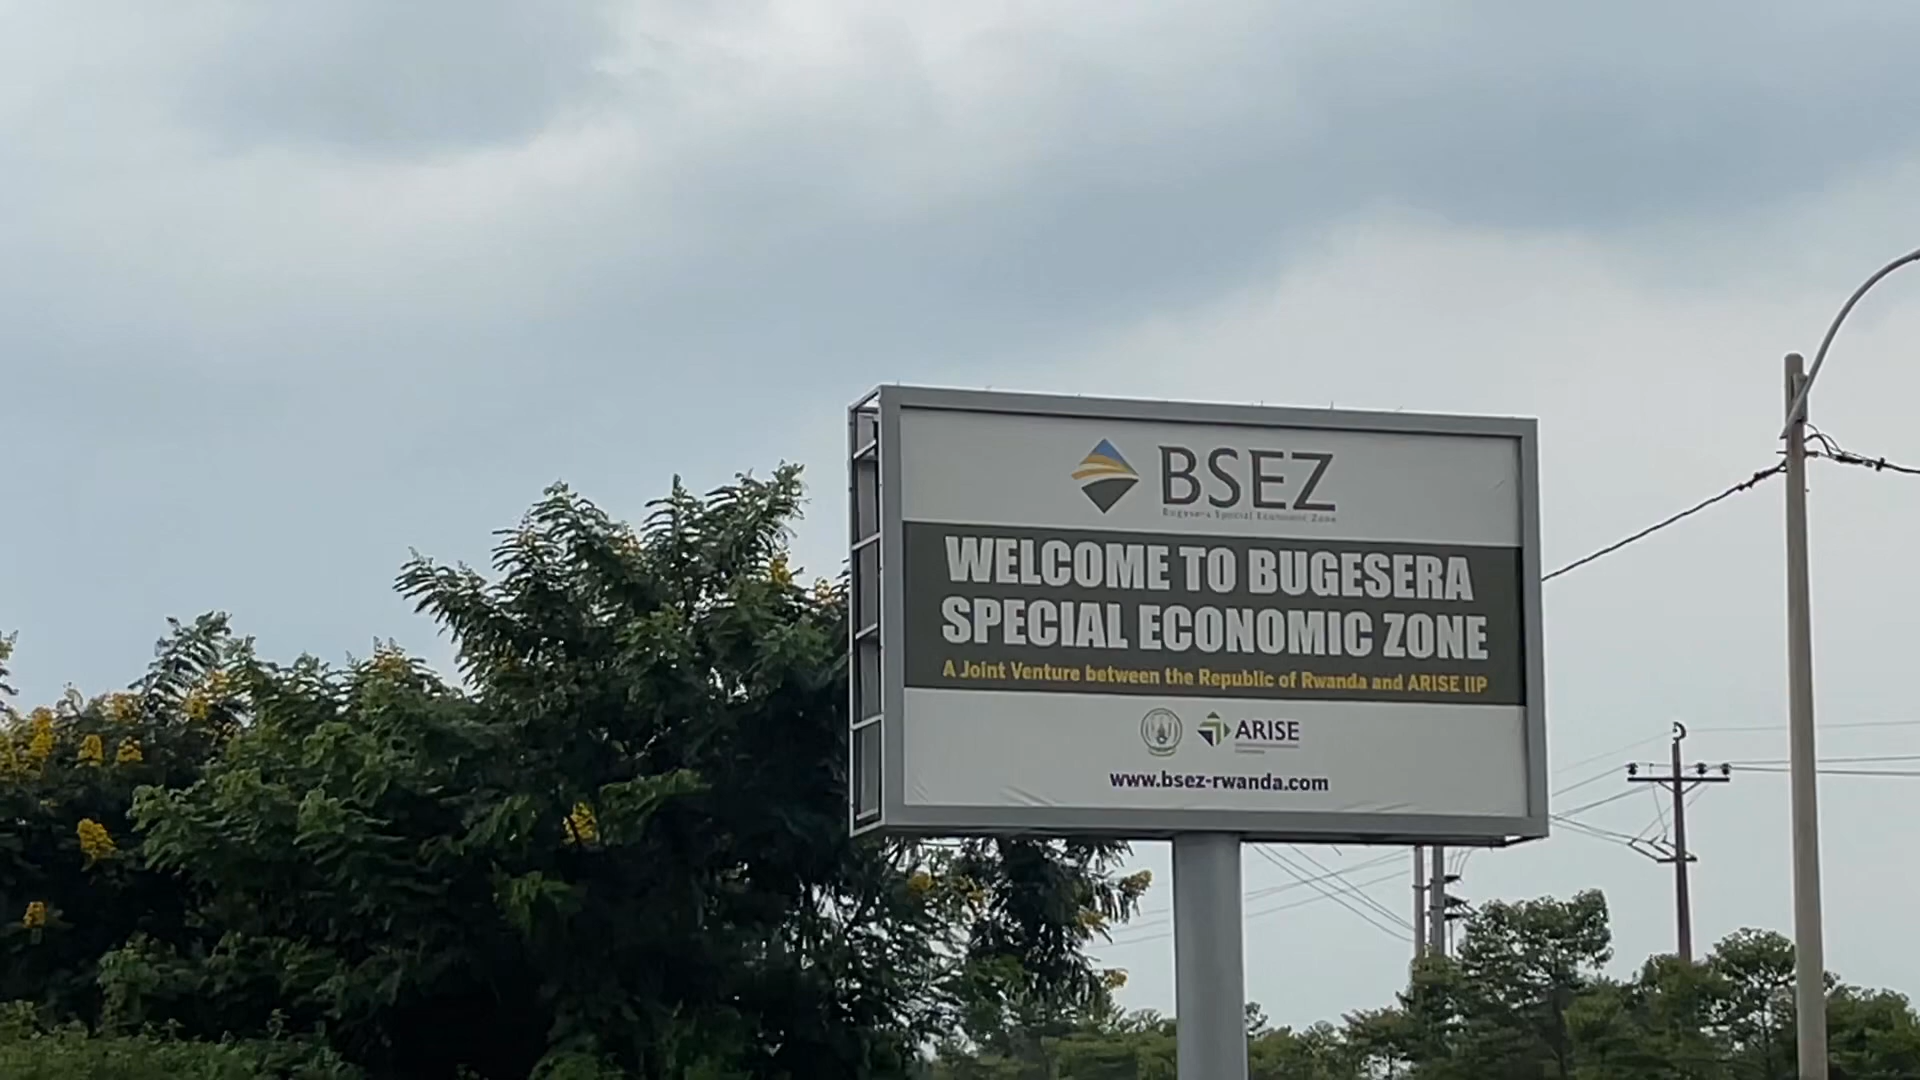 BSEZ
Bugesera Special Economic Zone
WELCOME TO BUGESERA
SPECIAL ECONOMIC ZONE
A Joint Venture between the Republic of Rwanda and ARISE IIP
ARISE
www.bsez-rwanda.com